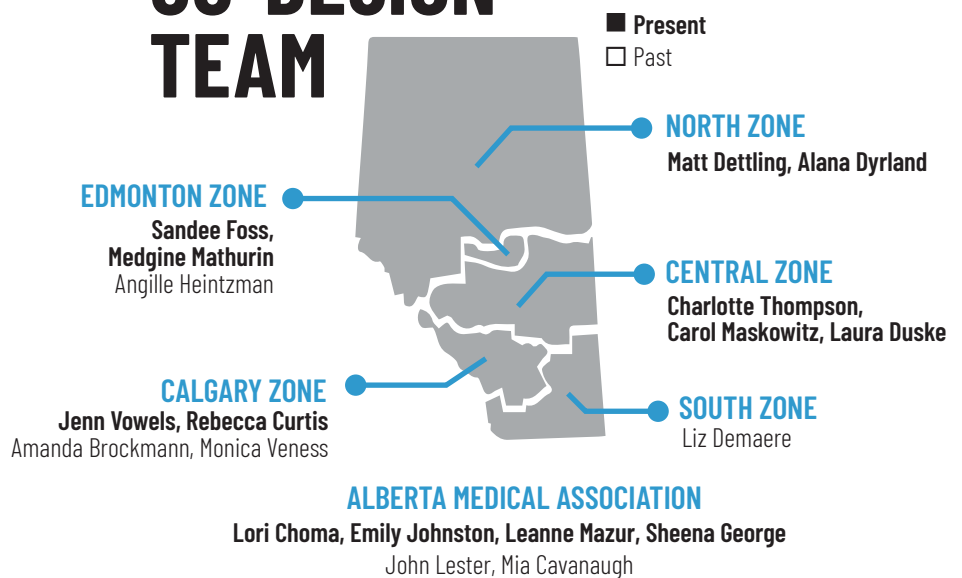 TEAM
Present
Past
NORTH ZONE
Matt Dettling, Alana Dyrland
EDMONTON ZONE
Sandee Foss,
Medgine Mathurin
Angille Heintzman
CENTRAL ZONE
Charlotte Thompson,
Carol Maskowitz, Laura Duske
CALGARY ZONE
Jenn Vowels, Rebecca Curtis
Amanda Brockmann, Monica Veness
SOUTH ZONE
Liz Demaere
ALBERTA MEDICAL ASSOCIATION
Lori Choma, Emily Johnston, Leanne Mazur, Sheena George
John Lester, Mia Cavanaugh